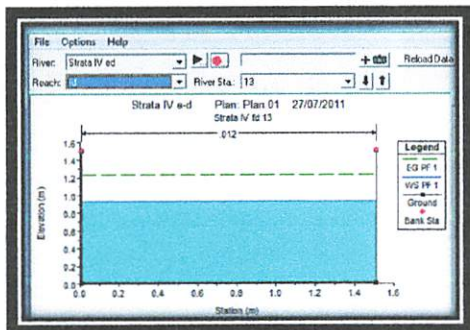 File Options Help
River: Strata IV ed Reload Data
Reach: River Sta.: 13
Strata IV e-d Plan: Plan 01 27/07/2011
Strata IV fd 13
.012
1.6
1.4
1.2
1.0
0.8
0.6
0.4
0.2
0.0
Elevation (m)
0.0 0.2 0.4 0.6 0.8 1.0 1.2 1.4 1.6
Station (m)
Legend
EG PF 1
WS PF 1
Ground
Bank Sta